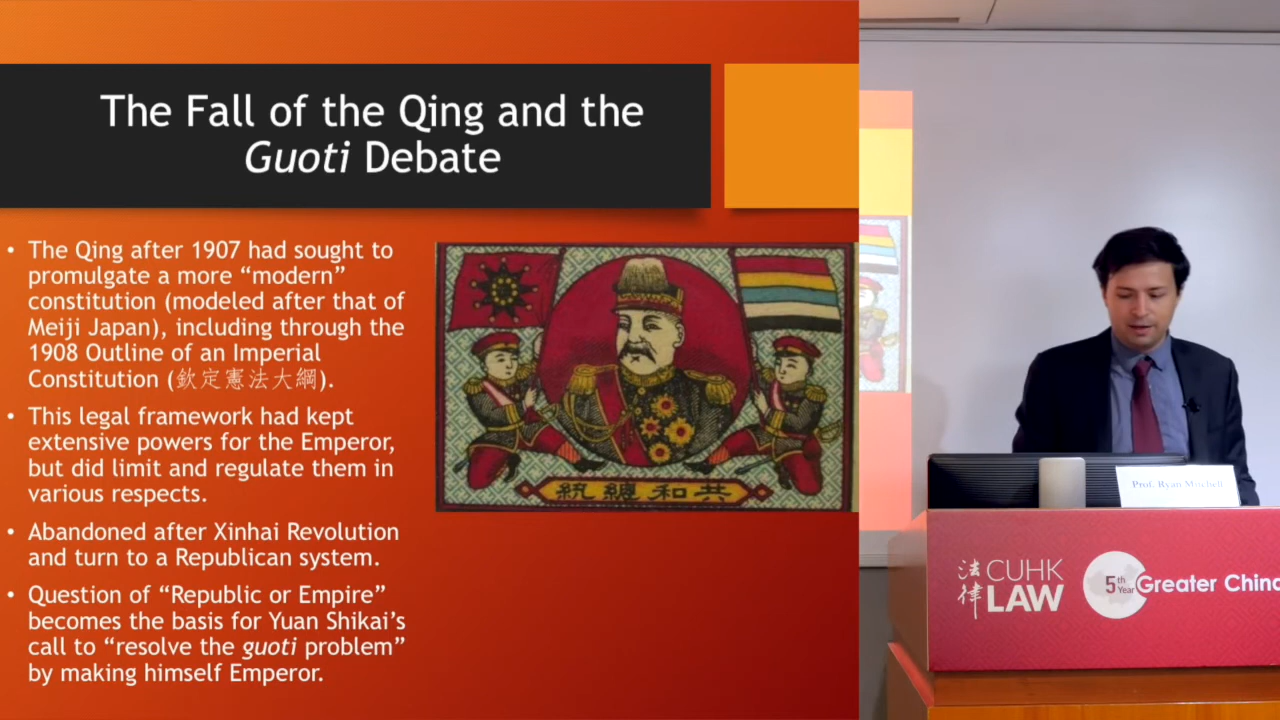 The Fall of the Qing and the
Guoti Debate
• The Qing after 1907 had sought to
promulgate a more “modern”
constitution (modeled after that of
Meiji Japan), including through the
1908 Outline of an Imperial
Constitution (欽定憲法大綱).
• This legal framework had kept
extensive powers for the Emperor,
but did limit and regulate them in
various respects.
• Abandoned after Xinhai Revolution
and turn to a Republican system.
• Question of “Republic or Empire”
becomes the basis for Yuan Shikai’s
call to “resolve the guoti problem”
by making himself Emperor.
統總和共
Prof. Ryan Mitchell
法律
CUHK
LAW
5th
Year
Greater China